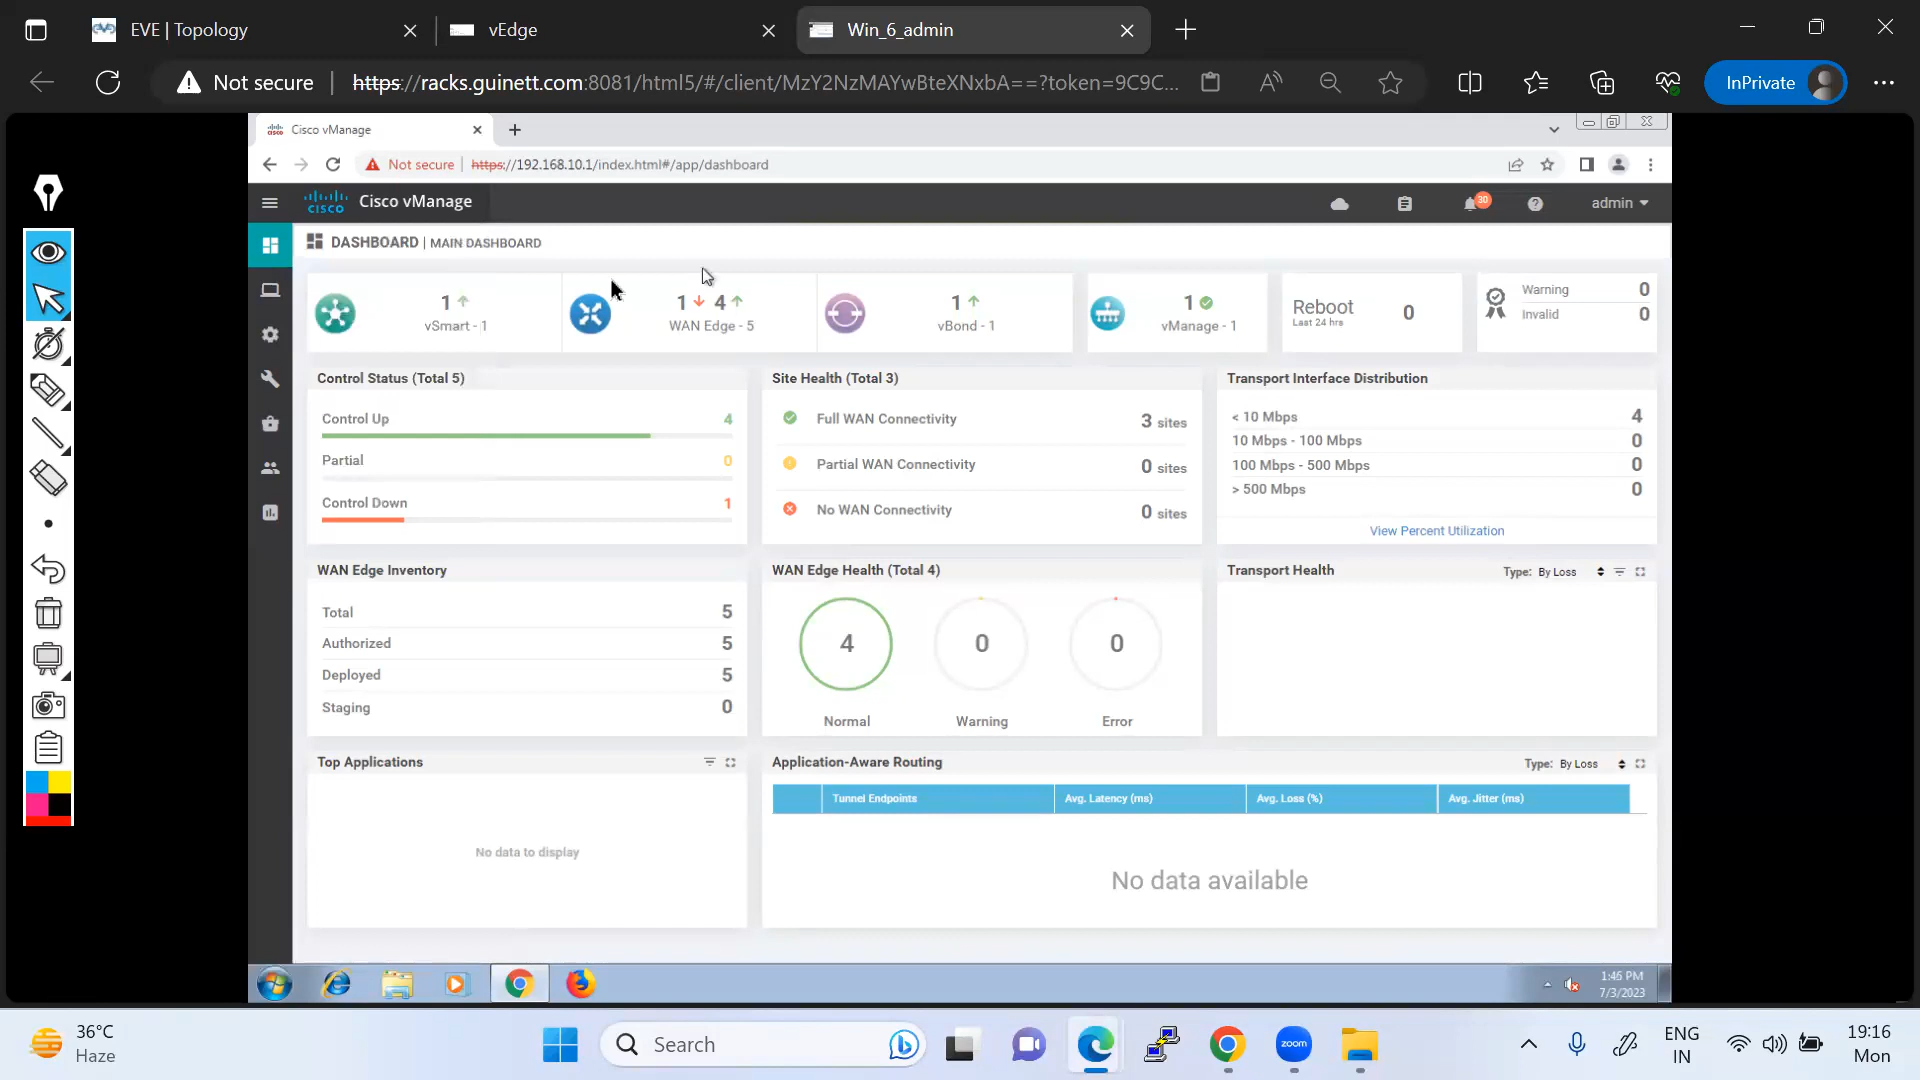 EVE | Topology
vEdge
Win_6_admin
Not secure
https://racks.guinett.com:8081/html5/#/client/MzY2NzMAYwBteXNxbA==?token=9C9C...
InPrivate
Cisco vManage
Not secure
https://192.168.10.1/index.html#/app/dashboard
CISCO
Cisco vManage
30
admin
DASHBOARD | MAIN DASHBOARD
1
vSmart - 1
1 4
WAN Edge - 5
1
vBond - 1
1
vManage - 1
Reboot
Last 24 hrs
0
Warning 0
Invalid 0
Control Status (Total 5)
Control Up 4
Partial 0
Control Down 1
Site Health (Total 3)
Full WAN Connectivity 3 sites
Partial WAN Connectivity 0 sites
No WAN Connectivity 0 sites
Transport Interface Distribution
< 10 Mbps 4
10 Mbps - 100 Mbps 0
100 Mbps - 500 Mbps 0
> 500 Mbps 0
View Percent Utilization
WAN Edge Inventory
Total 5
Authorized 5
Deployed 5
Staging 0
WAN Edge Health (Total 4)
4 0 0
Normal Warning Error
Transport Health
Type: By Loss
Top Applications
No data to display
Application-Aware Routing
Type: By Loss
Tunnel Endpoints Avg. Latency (ms) Avg. Loss (%) Avg. Jitter (ms)
No data available
1:45 PM
7/3/2023
36°C
Haze
Search
zoom
ENG
IN
19:16
Mon